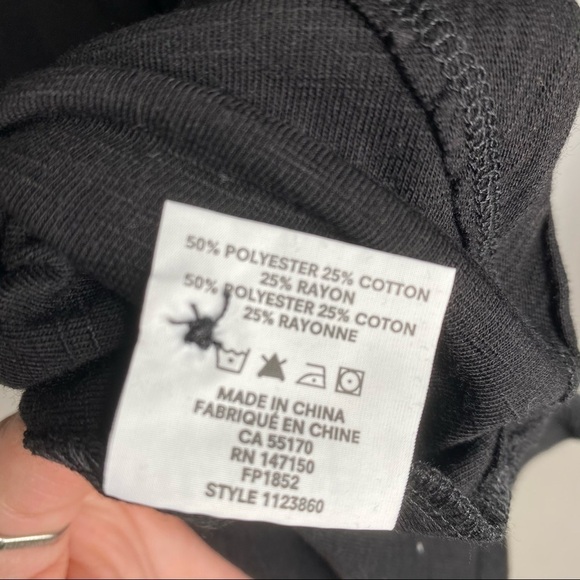 50% POLYESTER 25% COTTON
25% RAYON
50% POLYESTER 25% COTON
25% RAYONNE
MADE IN CHINA
FABRIQUÉ EN CHINE
CA 55170
RN 147150
FP1852
STYLE 1123860